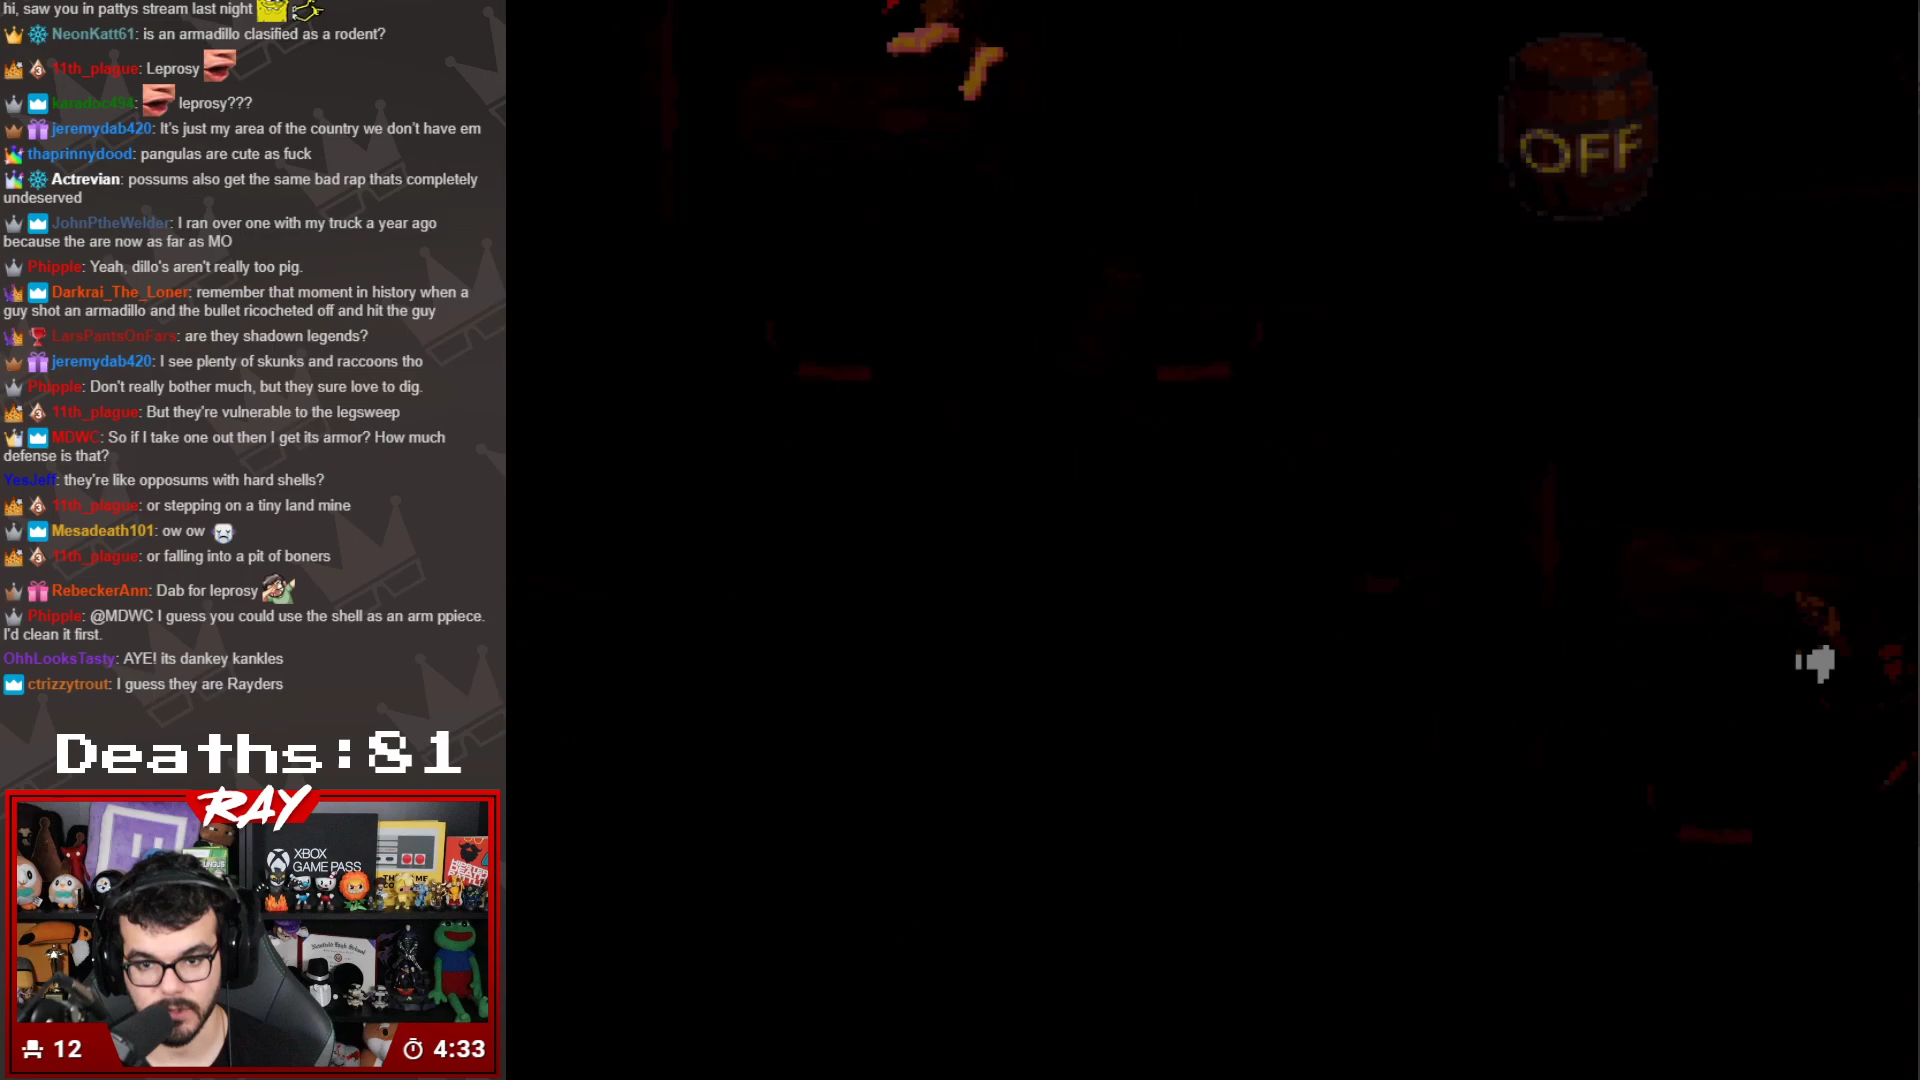 hi, saw you in pattys stream last night
NeonKatt61: is an armadillo clasified as a rodent?
11th_plague: Leprosy
karadoc494: leprosy???
jeremydab420: It's just my area of the country we don't have em
thaprinnydood: pangulas are cute as fuck
Actrevian: possums also get the same bad rap thats completely
undeserved
JohnPtheWelder: I ran over one with my truck a year ago
because the are now as far as MO
Phipple: Yeah, dillo's aren't really too pig.
Darkrai_The_Loner: remember that moment in history when a
guy shot an armadillo and the bullet ricocheted off and hit the guy
LarsPantsOnFars: are they shadown legends?
jeremydab420: I see plenty of skunks and raccoons tho
Phipple: Don't really bother much, but they sure love to dig.
11th_plague: But they're vulnerable to the legsweep
MDWC: So if I take one out then I get its armor? How much
defense is that?
YesJeff: they're like opposums with hard shells?
11th_plague: or stepping on a tiny land mine
Mesadeath101: ow ow
11th_plague: or falling into a pit of boners
RebeckerAnn: Dab for leprosy
Phipple: @MDWC I guess you could use the shell as an arm ppiece.
I'd clean it first.
OhhLooksTasty: AYE! its dankey kankles
ctrizzytrout: I guess they are Rayders
Deaths:81
RAY
XBOX
GAME PASS
12
4:33
OFF